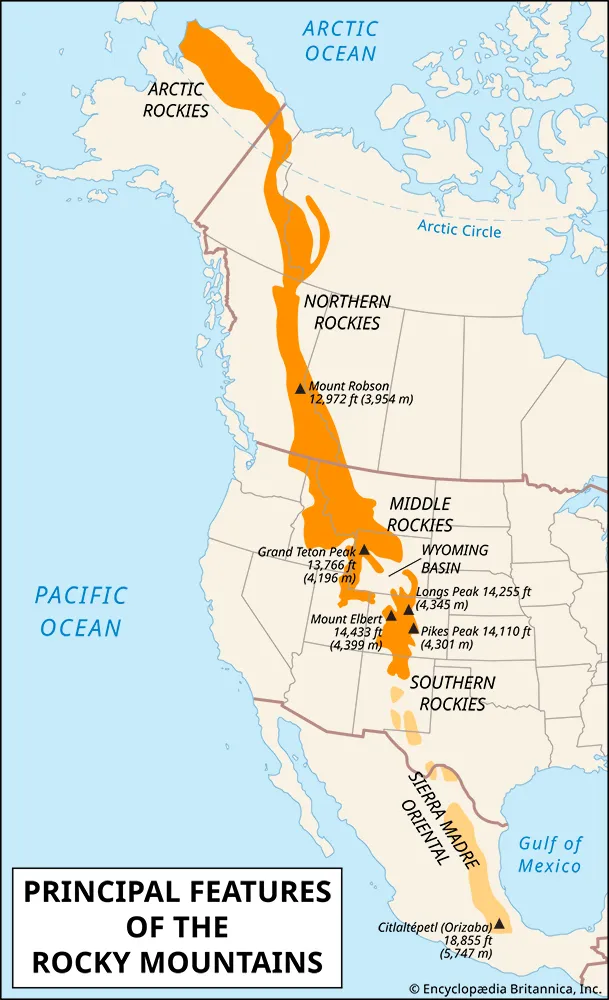 ARCTIC
OCEAN
ARCTIC
ROCKIES
Arctic Circle
NORTHERN
ROCKIES
Mount Robson
12,972 ft (3,954 m)
MIDDLE
ROCKIES
Grand Teton Peak
13,766 ft
(4,196 m)
WYOMING
BASIN
PACIFIC
OCEAN
Longs Peak 14,255 ft
(4,345 m)
Mount Elbert
14,433 ft
(4,399 m)
Pikes Peak 14,110 ft
(4,301 m)
SOUTHERN
ROCKIES
SIERRA MADRE
ORIENTAL
Gulf of
Mexico
Citlaltépetl (Orizaba)
18,855 ft
(5,747 m)
PRINCIPAL FEATURES
OF THE
ROCKY MOUNTAINS
© Encyclopædia Britannica, Inc.